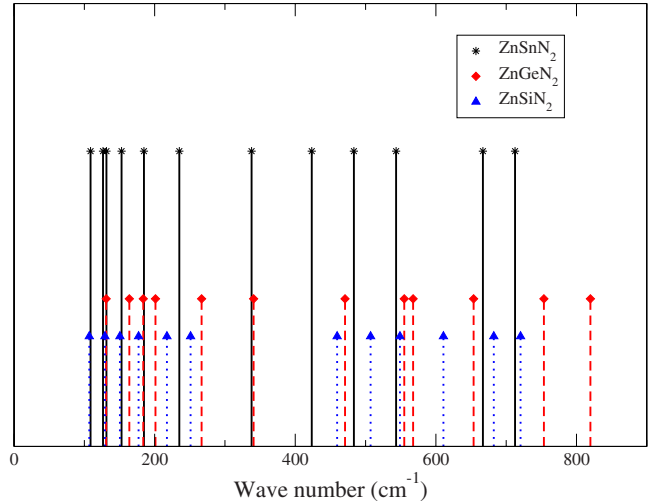 ZnSnN₂
ZnGeN₂
ZnSiN₂
0 200 400 600 800
Wave number (cm⁻¹)